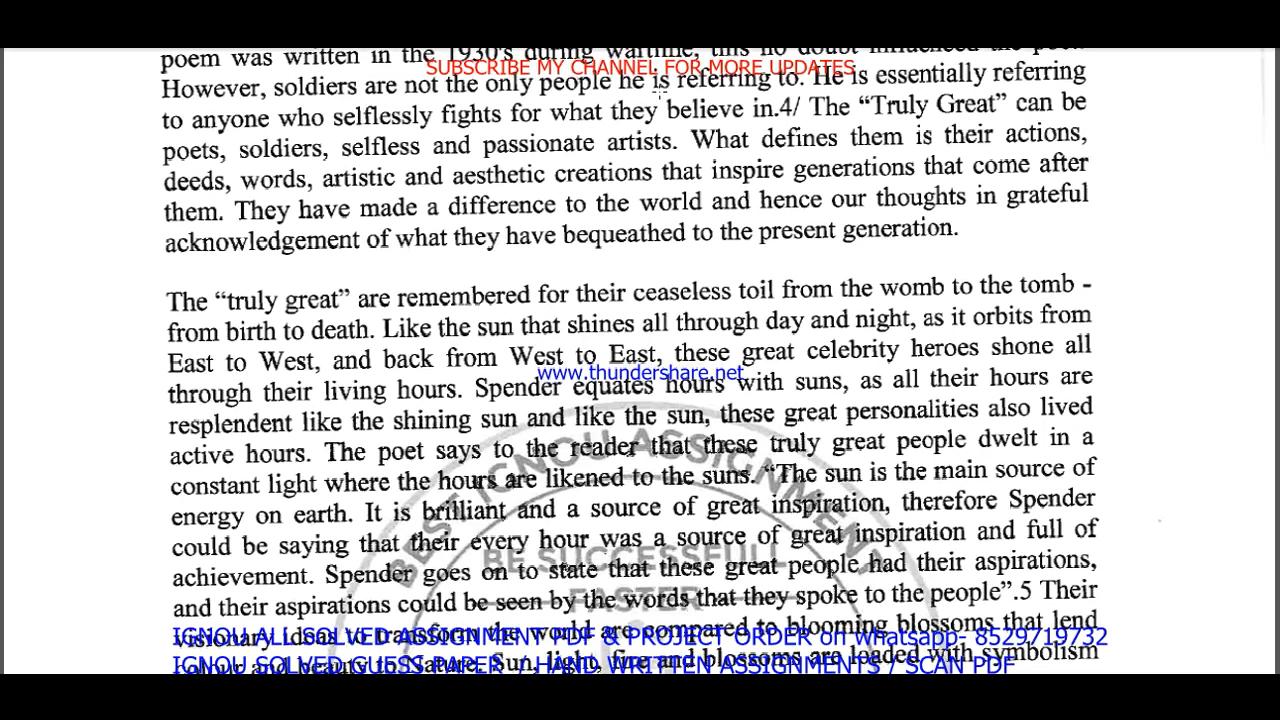 poem was written in the 1930's during wartime, this no doubt influenced the
SUBSCRIBE MY CHANNEL FOR MORE UPDATES
However, soldiers are not the only people he is referring to. He is essentially referring
to anyone who selflessly fights for what they believe in.4/ The “Truly Great” can be
poets, soldiers, selfless and passionate artists. What defines them is their actions,
deeds, words, artistic and aesthetic creations that inspire generations that come after
them. They have made a difference to the world and hence our thoughts in grateful
acknowledgement of what they have bequeathed to the present generation.
The “truly great” are remembered for their ceaseless toil from the womb to the tomb -
from birth to death. Like the sun that shines all through day and night, as it orbits from
East to West, and back from West to East, these great celebrity heroes shone all
www.thundershare.net
through their living hours. Spender equates hours with suns, as all their hours are
resplendent like the shining sun and like the sun, these great personalities also lived
active hours. The poet says to the reader that these truly great people dwelt in a
constant light where the hours are likened to the suns. “The sun is the main source of
energy on earth. It is brilliant and a source of great inspiration, therefore Spender
could be saying that their every hour was a source of great inspiration and full of
achievement. Spender goes on to state that these great people had their aspirations,
and their aspirations could be seen by the words that they spoke to the people”.5 Their
visionary ideas to transform the world are compared to blooming blossoms that lend
and beauty to Nature. Sun, light, fire and blossoms are loaded with symbolism
BEST IGNOU ASSIGNMENT
BE SUCCESSFULL
FASTER
IGNOU ALL SOLVED ASSIGNMENT PDF & PROJECT ORDER on whatsapp- 8529719732
IGNOU SOLVED GUESS PAPER / HAND WRITTEN ASSIGNMENTS / SCAN PDF